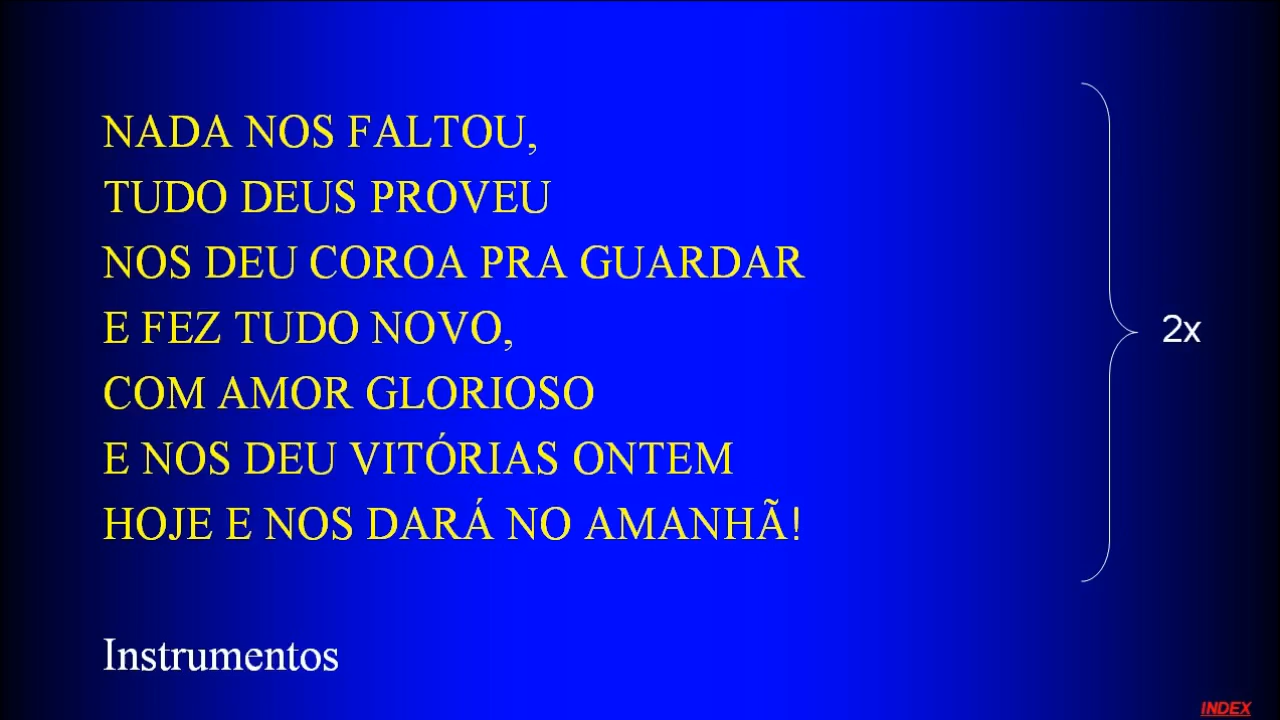 NADA NOS FALTOU,
TUDO DEUS PROVEU
NOS DEU COROA PRA GUARDAR
E FEZ TUDO NOVO,
COM AMOR GLORIOSO
E NOS DEU VITÓRIAS ONTEM
HOJE E NOS DARÁ NO AMANHÃ!
2x
Instrumentos
INDEX